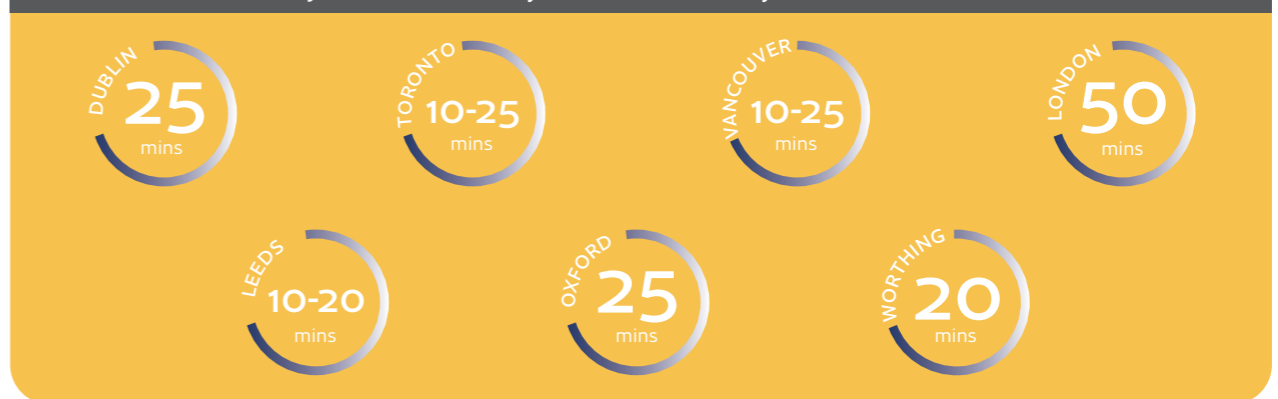 DUBLIN
25
mins
TORONTO
10-25
mins
VANCOUVER
10-25
mins
LONDON
50
mins
LEEDS
10-20
mins
OXFORD
25
mins
WORTHING
20
mins